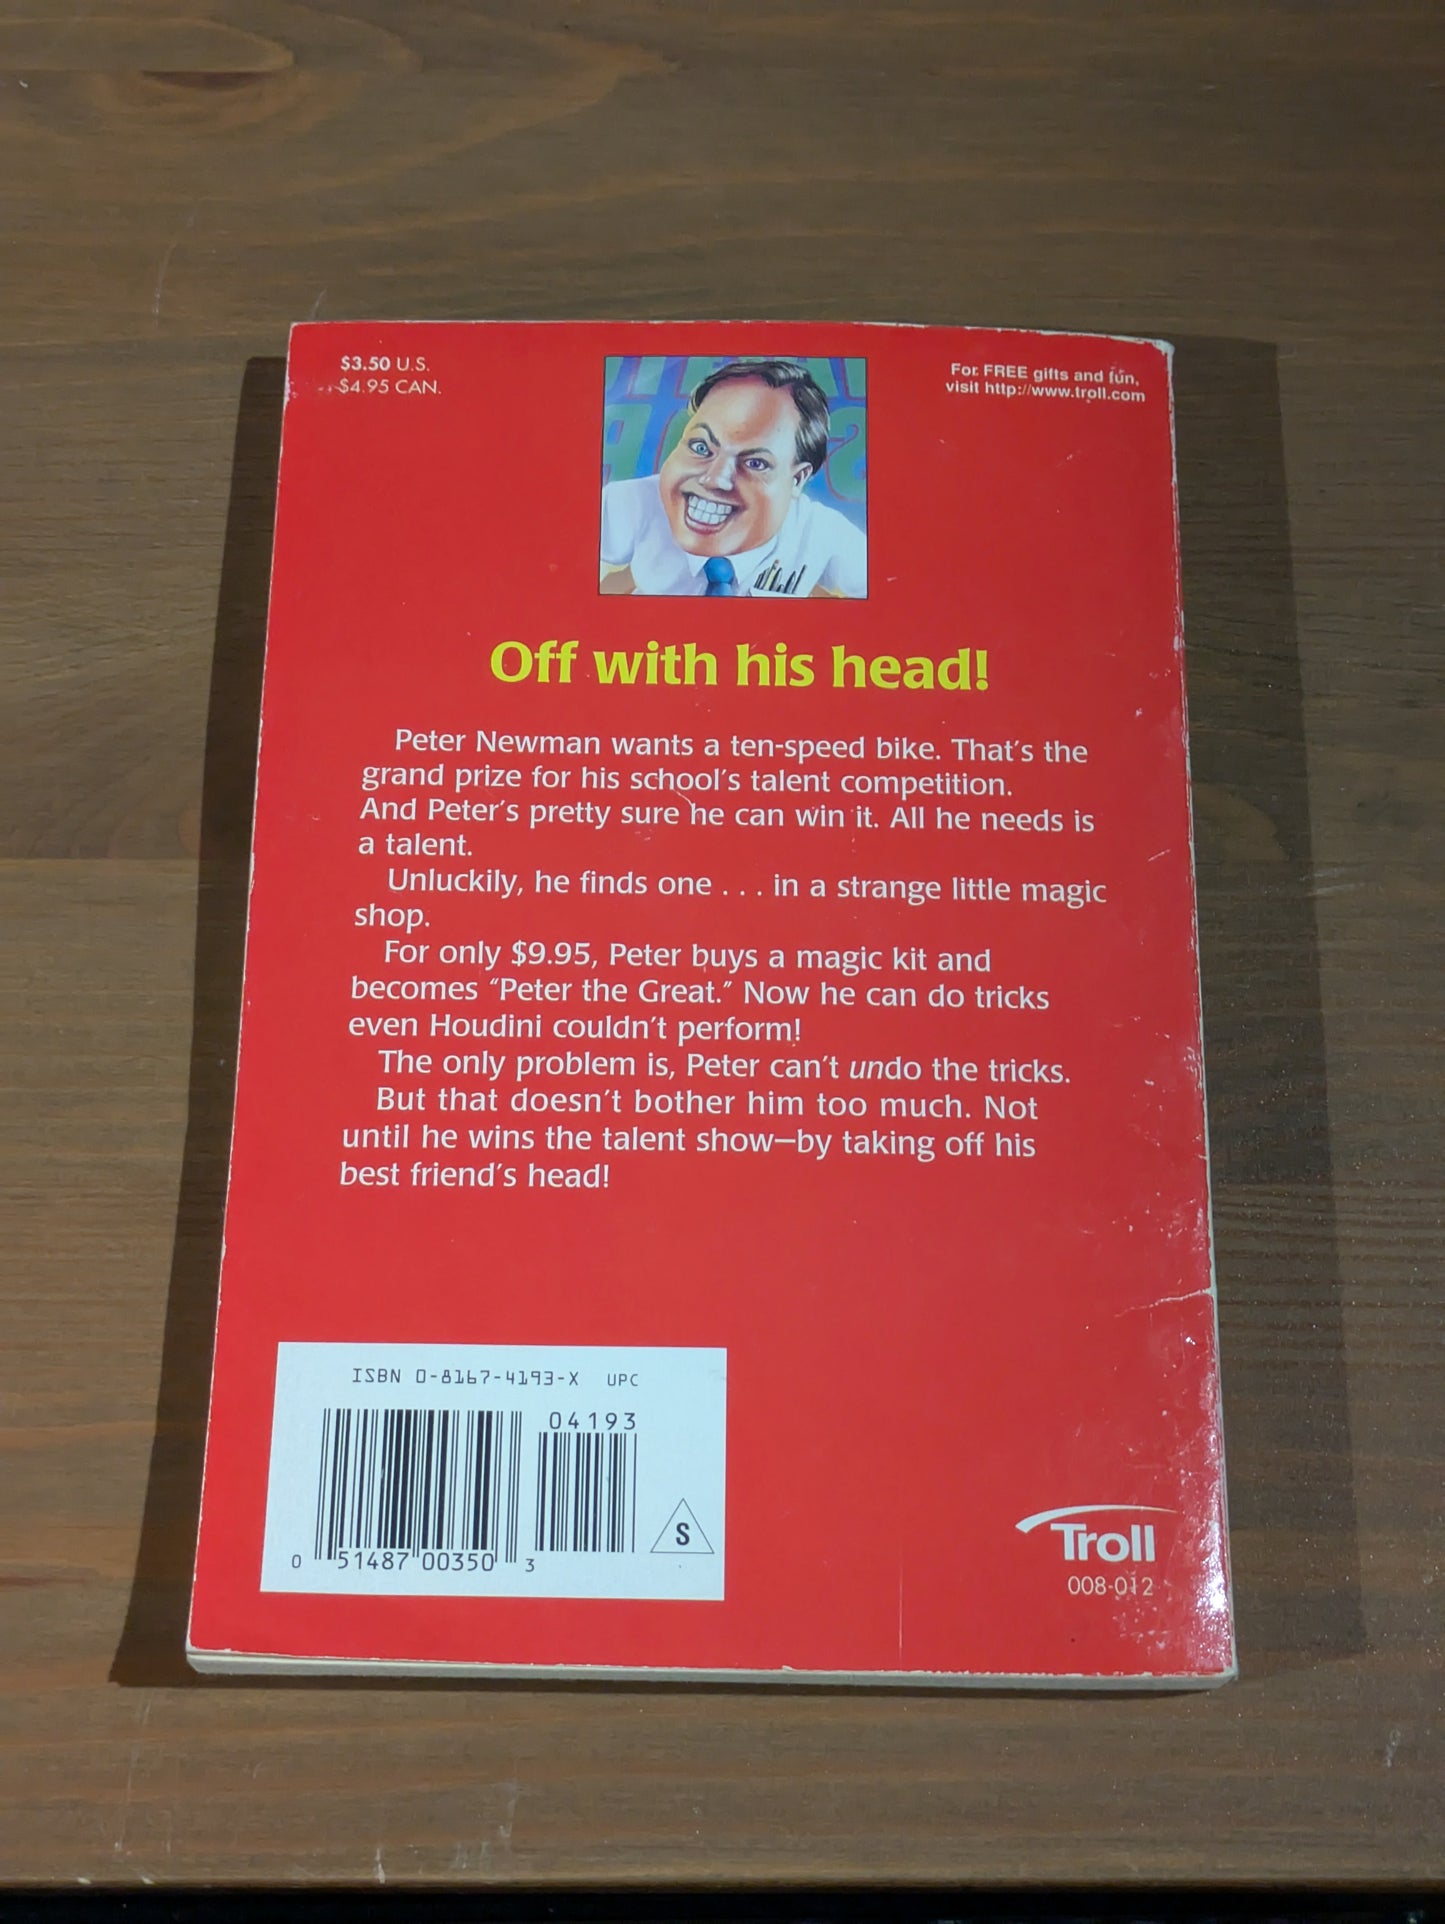 $3.50 U.S.
$4.95 CAN.
For FREE gifts and fun,
visit http://www.troll.com
Off with his head!
Peter Newman wants a ten-speed bike. That's the
grand prize for his school's talent competition.
And Peter's pretty sure he can win it. All he needs is
a talent.
Unluckily, he finds one . . . in a strange little magic
shop.
For only $9.95, Peter buys a magic kit and
becomes “Peter the Great.” Now he can do tricks
even Houdini couldn't perform!
The only problem is, Peter can't undo the tricks.
But that doesn't bother him too much. Not
until he wins the talent show—by taking off his
best friend's head!
ISBN 0-8167-4193-X UPC
04193
0 51487 00350 3
S
Troll
008-012